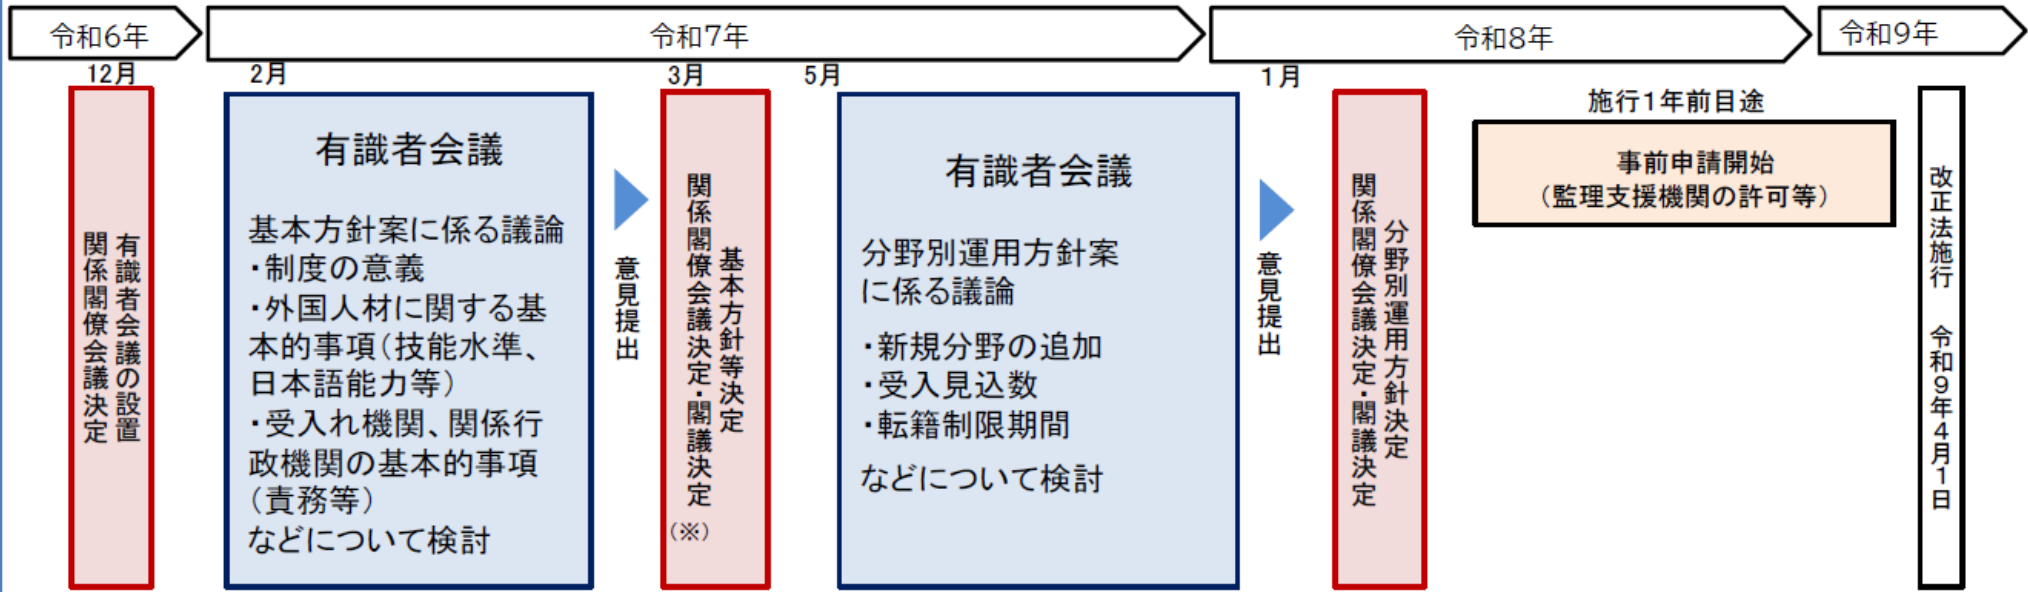 令和6年
令和7年
令和8年
令和9年
12月
2月
3月
5月
1月
有識者会議の設置
関係閣僚会議決定
有識者会議
基本方針案に係る議論
・制度の意義
・外国人材に関する基
本的事項(技能水準、
日本語能力等)
・受入れ機関、関係行
政機関の基本的事項
(責務等)
などについて検討
意見提出
基本方針等決定
関係閣僚会議決定・閣議決定
(※)
有識者会議
分野別運用方針案
に係る議論
・新規分野の追加
・受入見込数
・転籍制限期間
などについて検討
意見提出
分野別運用方針決定
関係閣僚会議決定・閣議決定
施行1年前目途
事前申請開始
(監理支援機関の許可等)
改正法施行 令和9年4月1日